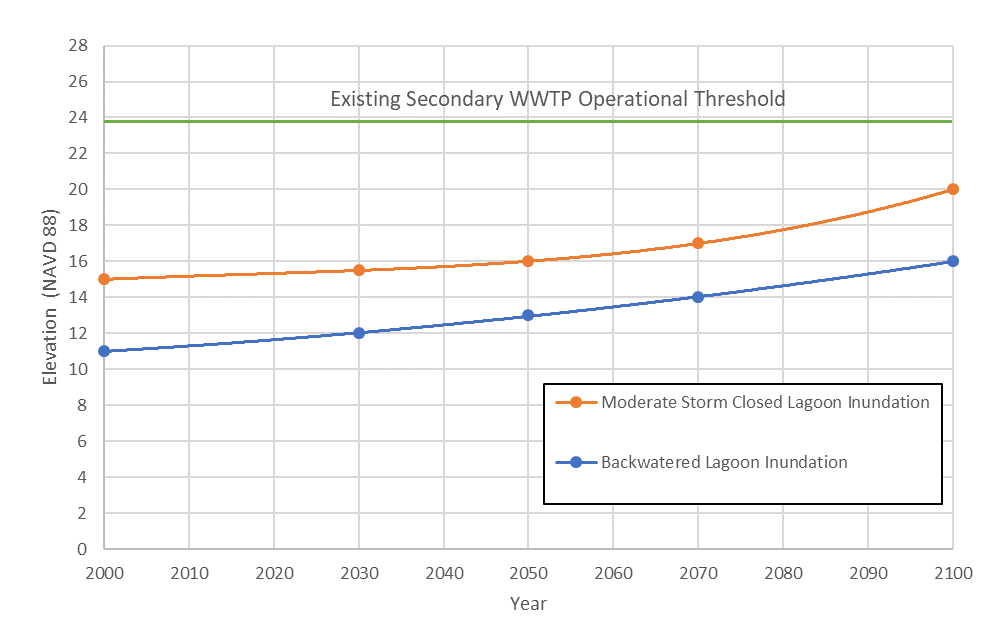 28
26
Existing Secondary WWTP Operational Threshold
24
22
20
18
16
14
12
10
8
6
4
2
0
Elevation (NAVD 88)
Moderate Storm Closed Lagoon Inundation
Backwatered Lagoon Inundation
2000 2010 2020 2030 2040 2050 2060 2070 2080 2090 2100
Year